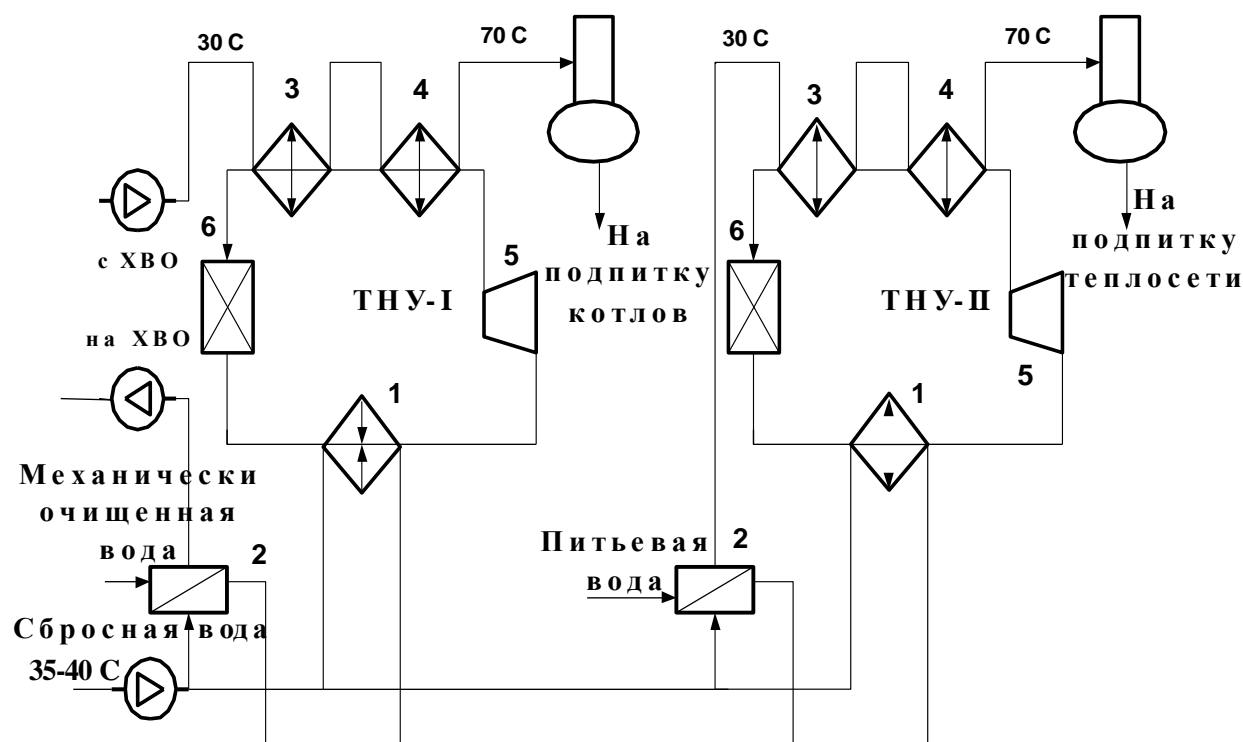 30 С
70 С
30 С
70 С
3
4
3
4
с ХВО
6
5
На
подпитку
котлов
ТНУ-I
6
ТНУ-II
На
подпитку
теплосети
5
на ХВО
1
1
Механически
очищенная
вода
2
Питьевая
вода
2
Сбросная вода
35-40 С